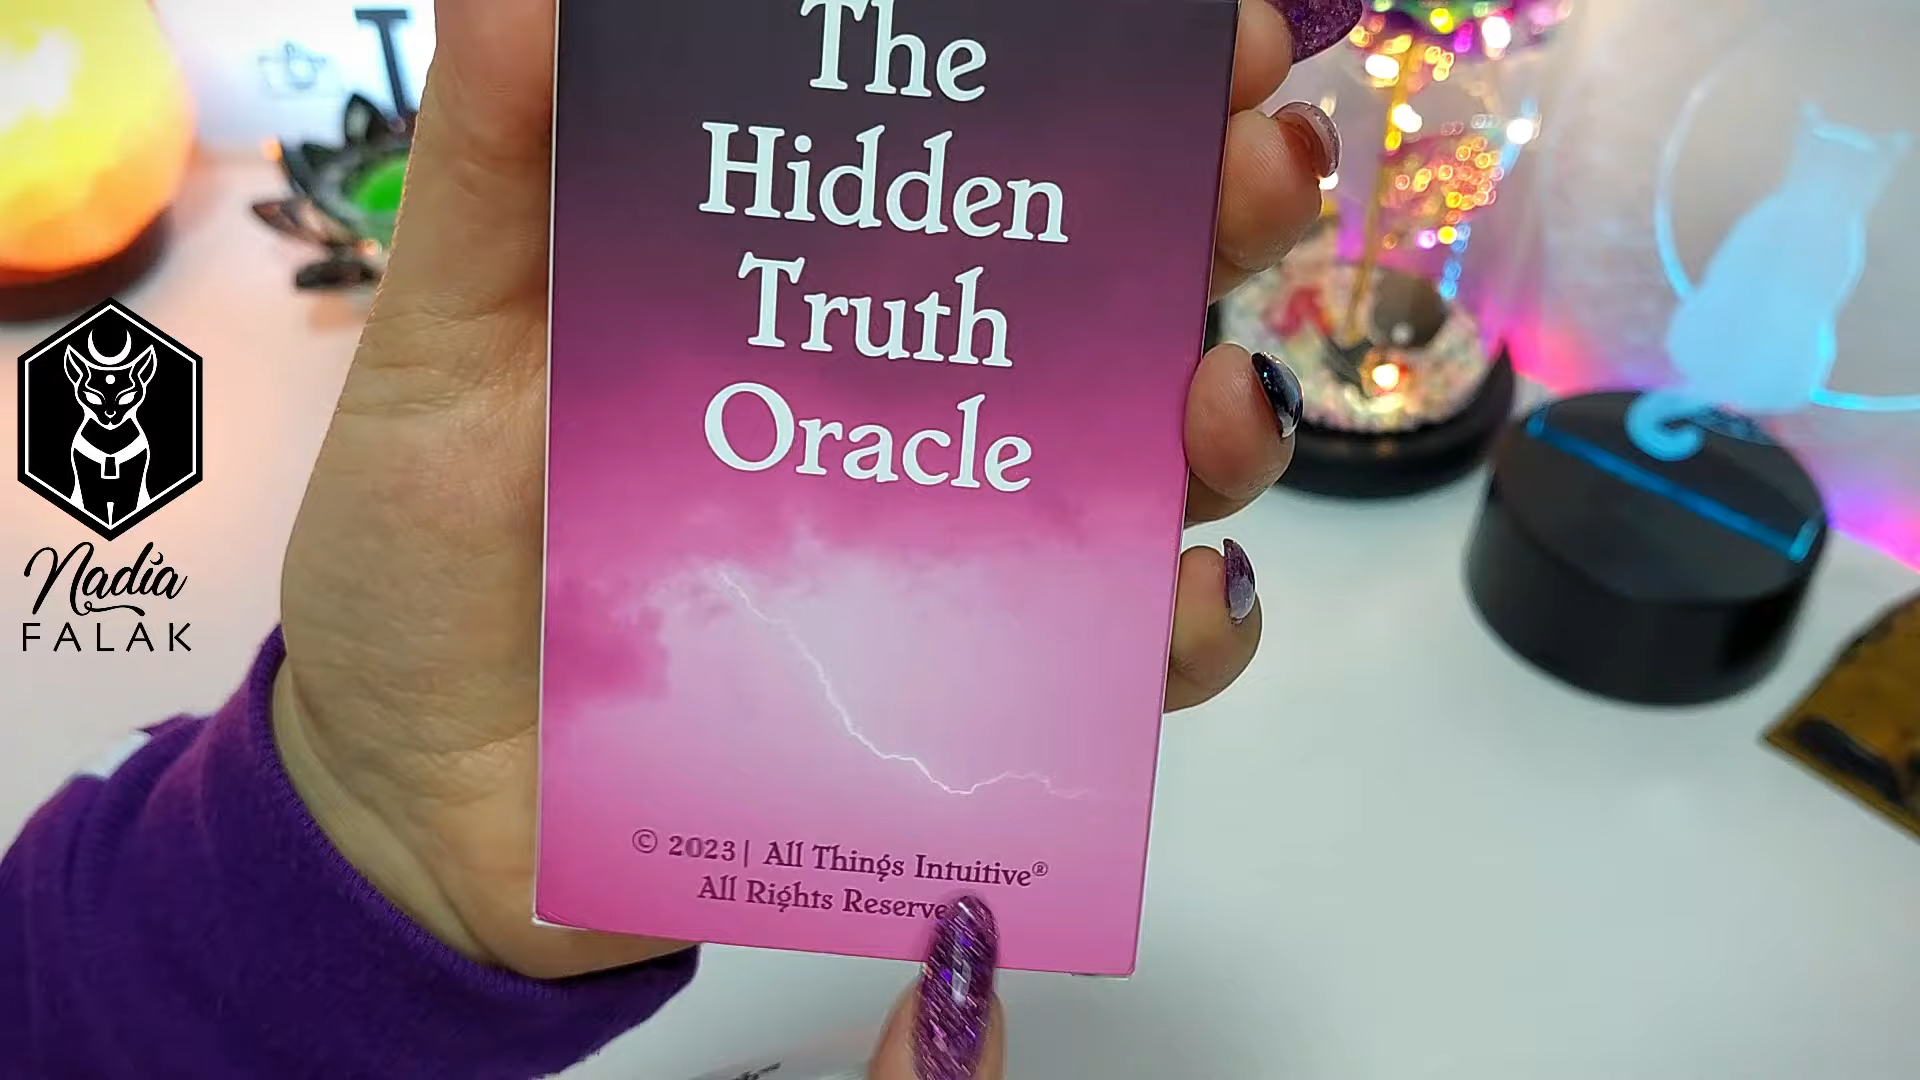 The
Hidden
Truth
Oracle
© 2023| All Things Intuitive®
All Rights Reserve
Nadia
FALAK